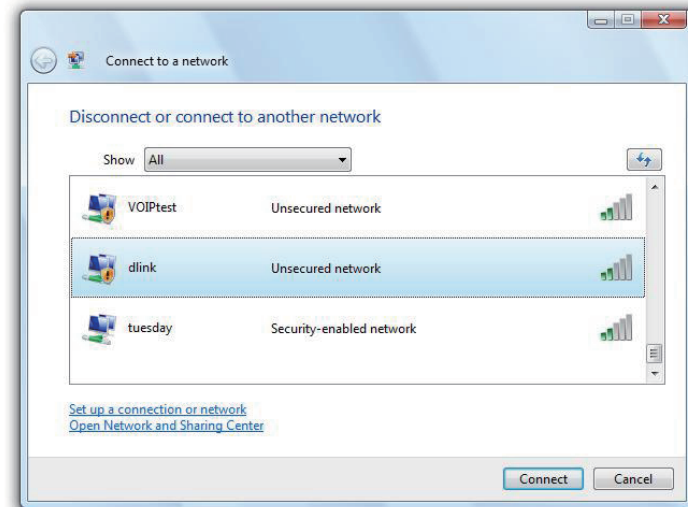 Connect to a network
Disconnect or connect to another network
Show All
VOIPtest Unsecured network
dlink Unsecured network
tuesday Security-enabled network
Set up a connection or network
Open Network and Sharing Center
Connect Cancel